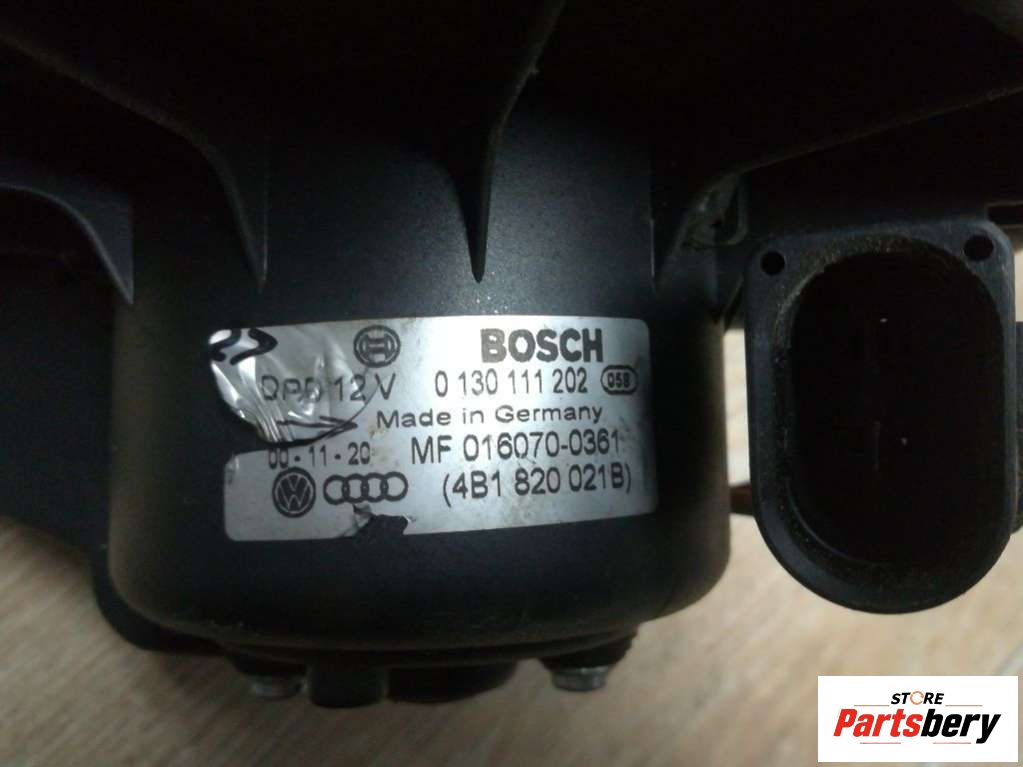 BOSCH
12 V 0 130 111 202 058
Made in Germany
00-11-20 MF 016070-0361
(4B1 820 021B)
STORE
Partsbery